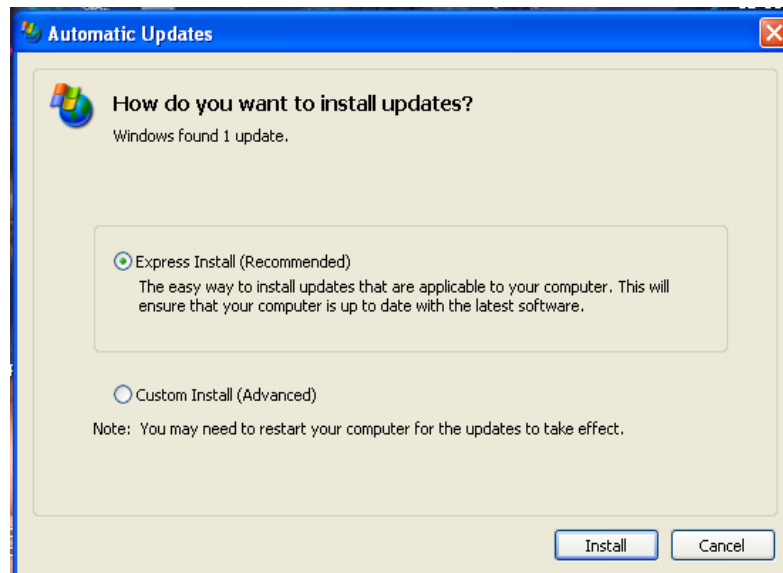 Automatic Updates
How do you want to install updates?
Windows found 1 update.
Express Install (Recommended)
The easy way to install updates that are applicable to your computer. This will
ensure that your computer is up to date with the latest software.
Custom Install (Advanced)
Note: You may need to restart your computer for the updates to take effect.
Install Cancel